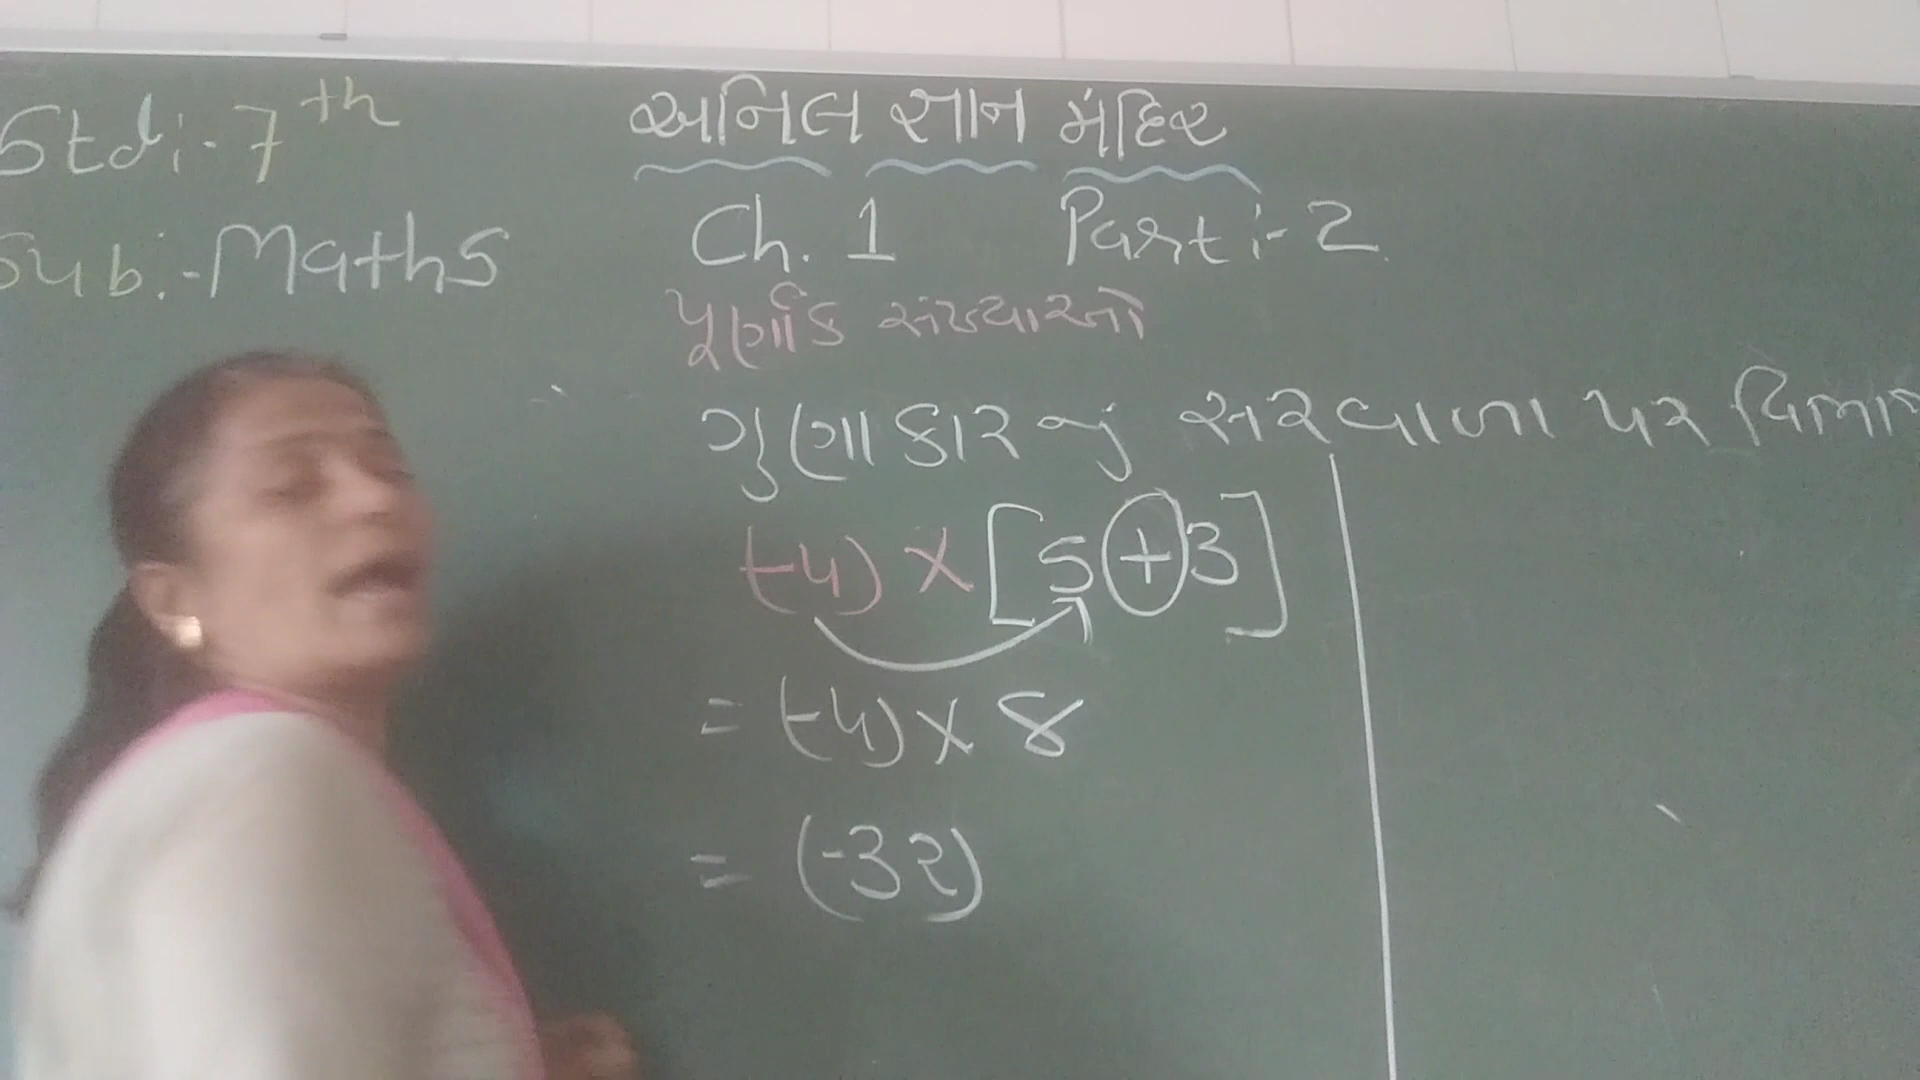 Std:- 7th
Sub:- Maths
અનિલ જ્ઞાન મંદિર
Ch. 1 Part:- 2
પૂર્ણાંક સંખ્યાઓ
ગુણાકારનું સરવાળા પર
(-4) × [5 + 3]
= (-4) × 8
= (-32)